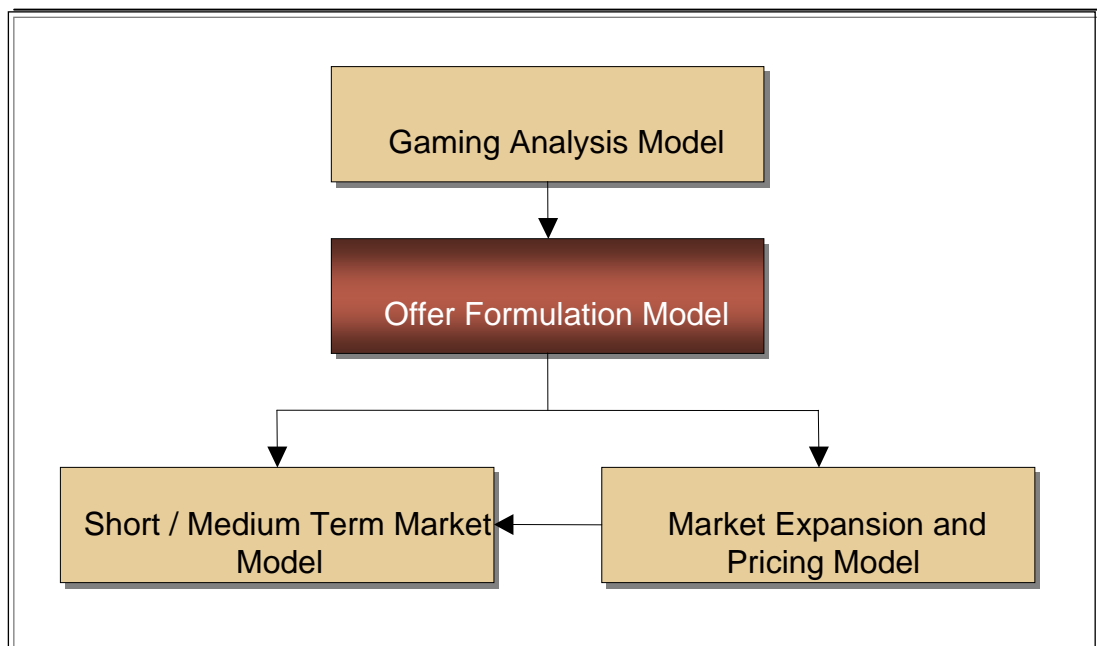 Gaming Analysis Model
Offer Formulation Model
Short / Medium Term Market
Model
Market Expansion and
Pricing Model